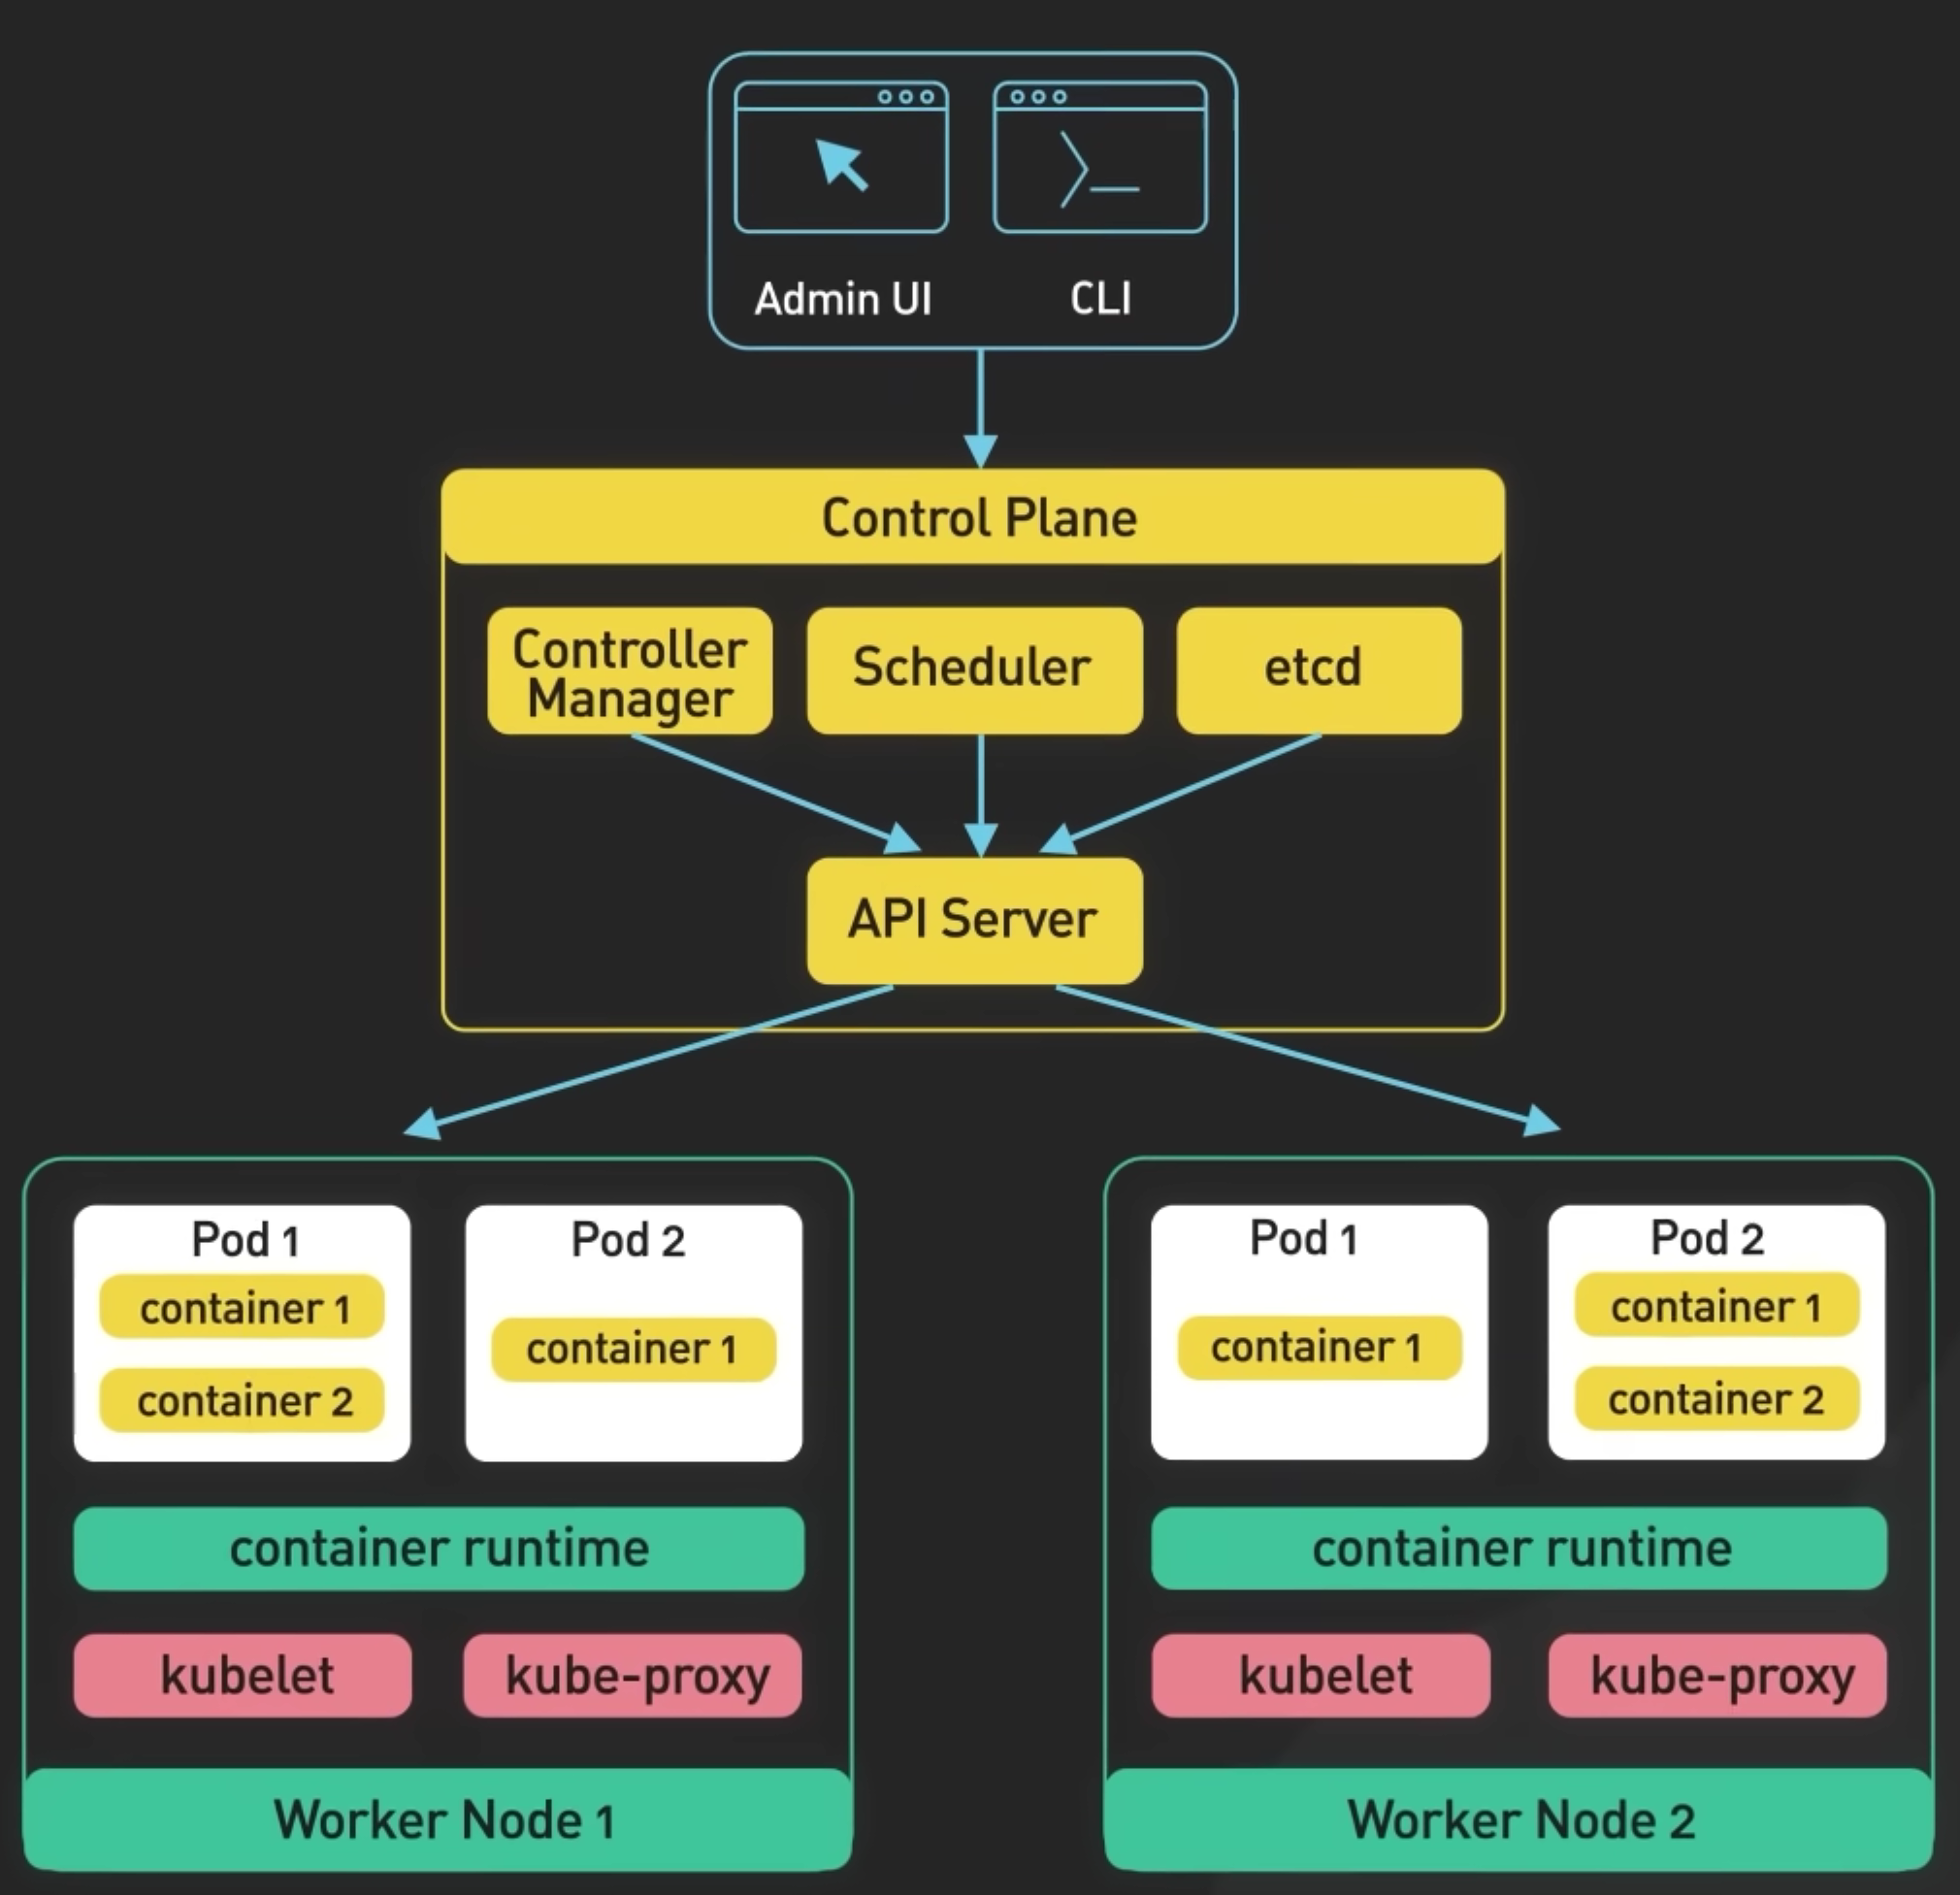 Admin UI
CLI
Control Plane
Controller
Manager
Scheduler
etcd
API Server
Pod 1
container 1
container 2
Pod 2
container 1
container runtime
kubelet
kube-proxy
Worker Node 1
Pod 1
container 1
Pod 2
container 1
container 2
container runtime
kubelet
kube-proxy
Worker Node 2